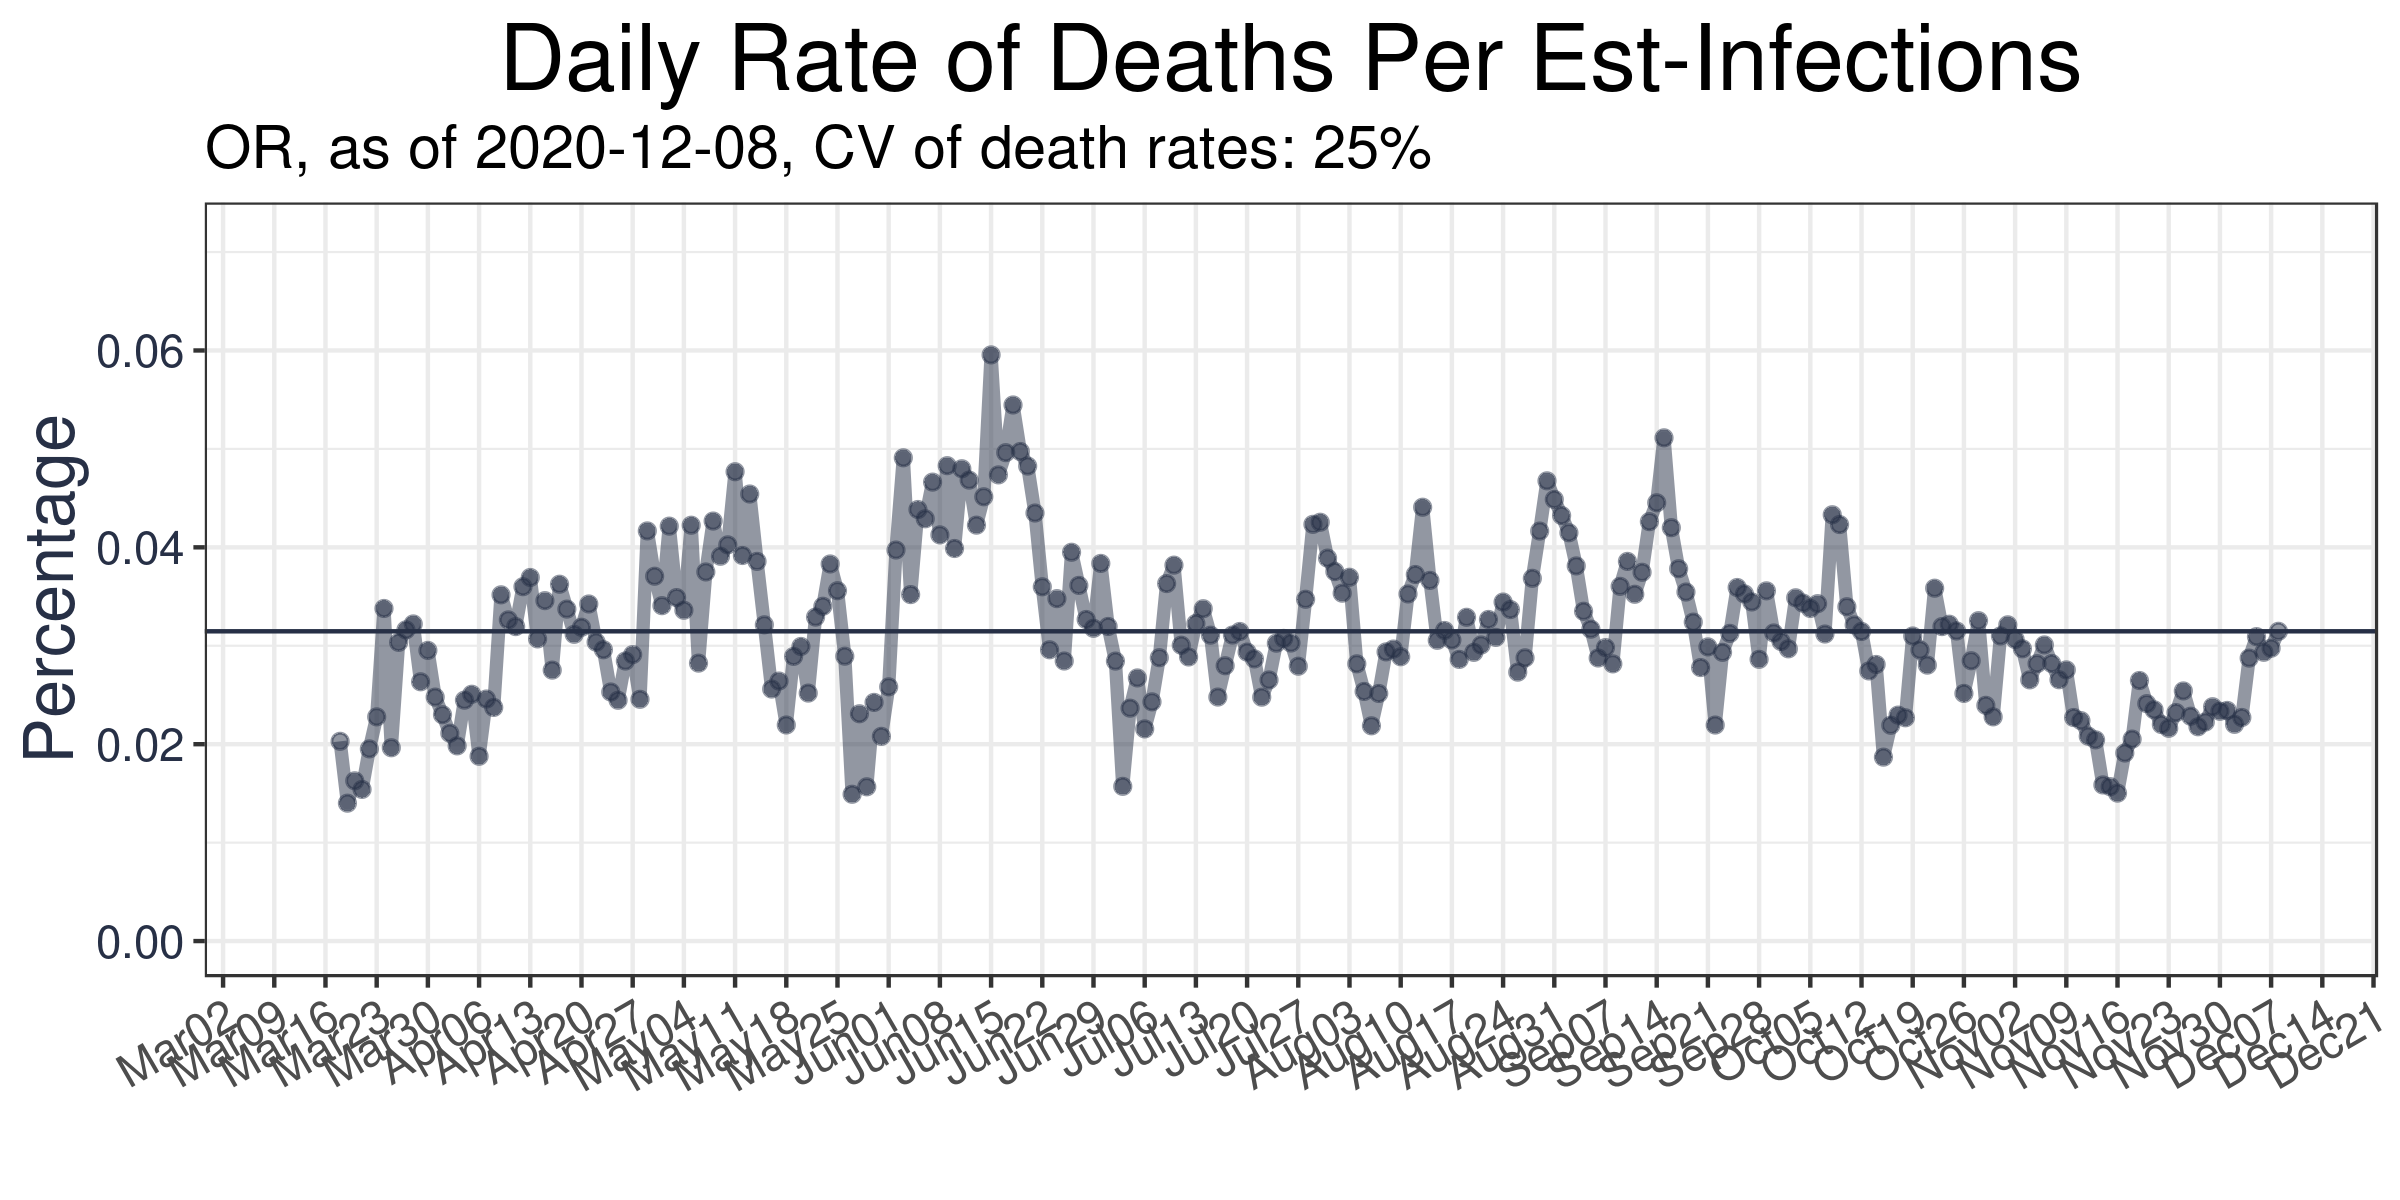 Daily Rate of Deaths Per Est-Infections
OR, as of 2020-12-08, CV of death rates: 25%
Percentage
0.06
0.04
0.02
0.00
Mar02
Mar09
Mar16
Mar23
Mar30
Apr06
Apr13
Apr20
Apr27
May04
May11
May18
May25
Jun01
Jun08
Jun15
Jun22
Jun29
Jul06
Jul13
Jul20
Jul27
Aug03
Aug10
Aug17
Aug24
Aug31
Sep07
Sep14
Sep21
Sep28
Oct05
Oct12
Oct19
Oct26
Nov02
Nov09
Nov16
Nov23
Nov30
Dec07
Dec14
Dec21